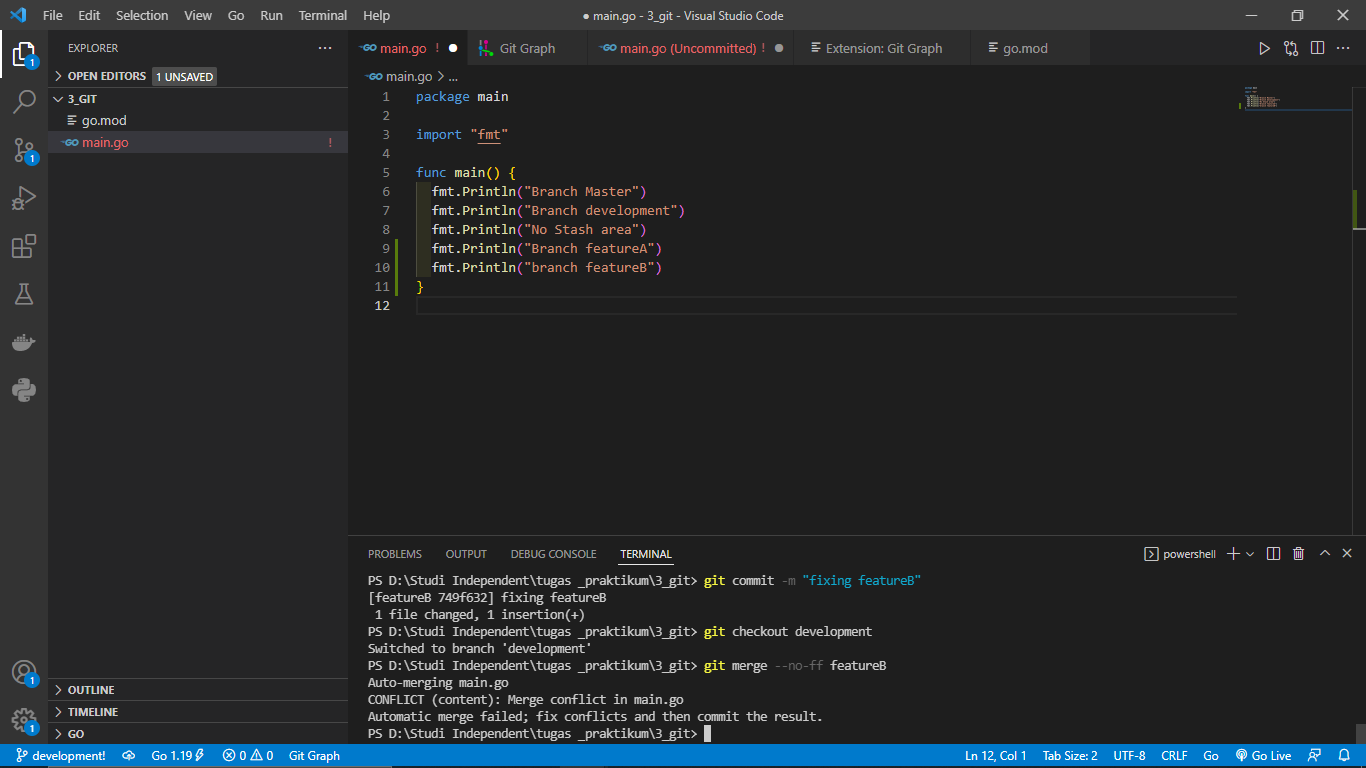 File Edit Selection View Go Run Terminal Help ● main.go - 3_git - Visual Studio Code
EXPLORER ...
OPEN EDITORS 1 UNSAVED
3_GIT
go.mod
main.go !
OUTLINE
TIMELINE
GO
1
1
1
1
main.go ! Git Graph main.go (Uncommitted) ! Extension: Git Graph go.mod
main.go > ...
1 package main
2
3 import "fmt"
4
5 func main() {
6 fmt.Println("Branch Master")
7 fmt.Println("Branch development")
8 fmt.Println("No Stash area")
9 fmt.Println("Branch featureA")
10 fmt.Println("branch featureB")
11 }
12
PROBLEMS OUTPUT DEBUG CONSOLE TERMINAL powershell
PS D:\Studi Independent\tugas _praktikum\3_git> git commit -m "fixing featureB"
[featureB 749f632] fixing featureB
1 file changed, 1 insertion(+)
PS D:\Studi Independent\tugas _praktikum\3_git> git checkout development
Switched to branch 'development'
PS D:\Studi Independent\tugas _praktikum\3_git> git merge --no-ff featureB
Auto-merging main.go
CONFLICT (content): Merge conflict in main.go
Automatic merge failed; fix conflicts and then commit the result.
PS D:\Studi Independent\tugas _praktikum\3_git>
development! Go 1.19 0 0 Git Graph Ln 12, Col 1 Tab Size: 2 UTF-8 CRLF Go Go Live